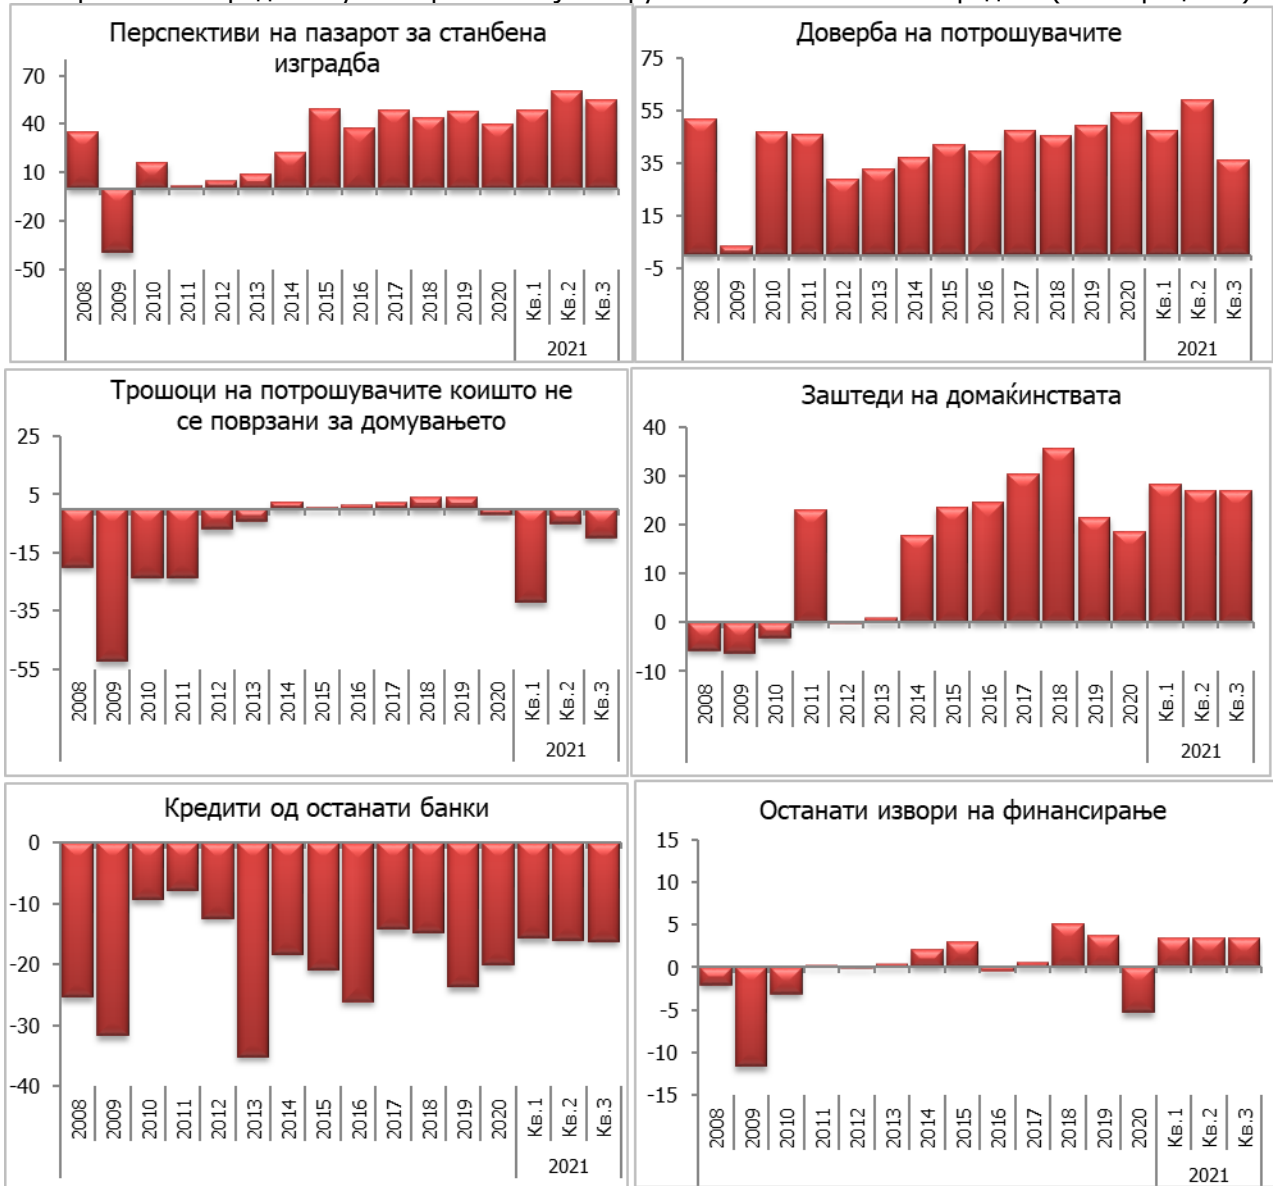 Перспективи на пазарот за станбена
изградба
70
40
10
-20
-50
2008 2009 2010 2011 2012 2013 2014 2015 2016 2017 2018 2019 2020 Кв.1 Кв.2 Кв.3
2021
Доверба на потрошувачите
75
55
35
15
-5
2008 2009 2010 2011 2012 2013 2014 2015 2016 2017 2018 2019 2020 Кв.1 Кв.2 Кв.3
2021
Трошоци на потрошувачите коишто не
се поврзани за домувањето
25
5
-15
-35
-55
2008 2009 2010 2011 2012 2013 2014 2015 2016 2017 2018 2019 2020 Кв.1 Кв.2 Кв.3
2021
Заштеди на домаќинствата
40
30
20
10
0
-10
2008 2009 2010 2011 2012 2013 2014 2015 2016 2017 2018 2019 2020 Кв.1 Кв.2 Кв.3
2021
Кредити од останати банки
0
-10
-20
-30
-40
2008 2009 2010 2011 2012 2013 2014 2015 2016 2017 2018 2019 2020 Кв.1 Кв.2 Кв.3
2021
Останати извори на финансирање
15
10
5
0
-5
-10
-15
2008 2009 2010 2011 2012 2013 2014 2015 2016 2017 2018 2019 2020 Кв.1 Кв.2 Кв.3
2021